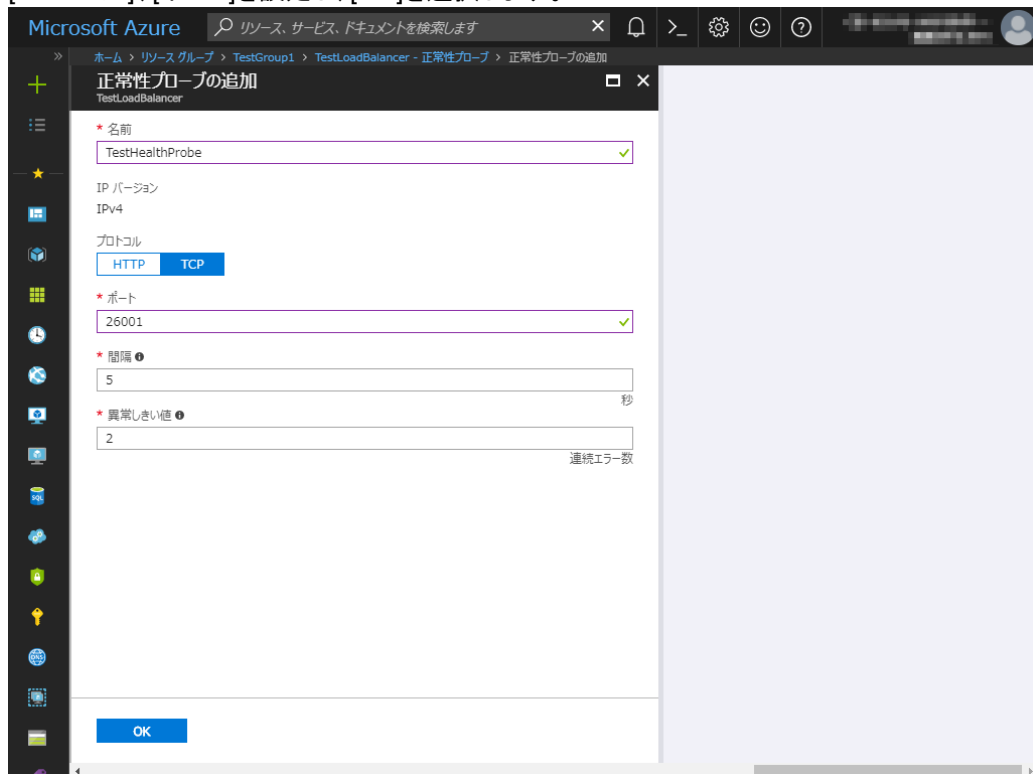 Microsoft Azure
リソース、サービス、ドキュメントを検索します
ホーム > リソース グループ > TestGroup1 > TestLoadBalancer - 正常性プローブ > 正常性プローブの追加
正常性プローブの追加
TestLoadBalancer
* 名前
TestHealthProbe
IP バージョン
IPv4
プロトコル
HTTP TCP
* ポート
26001
* 間隔
5
秒
* 異常しきい値
2
連続エラー数
SQL
DNS
OK